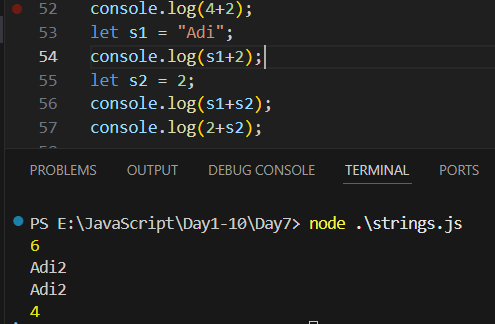 52 console.log(4+2);
53 let s1 = "Adi";
54 console.log(s1+2);
55 let s2 = 2;
56 console.log(s1+s2);
57 console.log(2+s2);
PROBLEMS OUTPUT DEBUG CONSOLE TERMINAL PORTS
PS E:\JavaScript\Day1-10\Day7> node .\strings.js
6
Adi2
Adi2
4